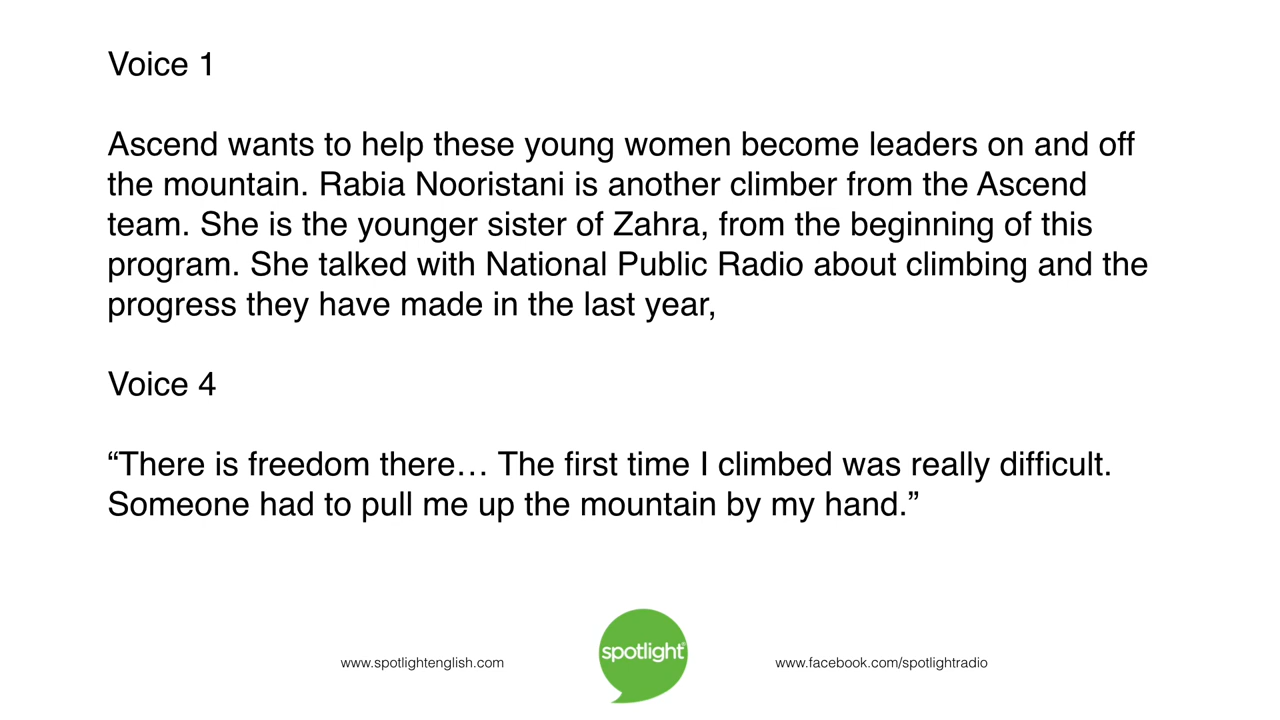 Voice 1
Ascend wants to help these young women become leaders on and off
the mountain. Rabia Nooristani is another climber from the Ascend
team. She is the younger sister of Zahra, from the beginning of this
program. She talked with National Public Radio about climbing and the
progress they have made in the last year,
Voice 4
“There is freedom there… The first time I climbed was really difficult.
Someone had to pull me up the mountain by my hand.”
www.spotlightenglish.com
spotlight
www.facebook.com/spotlightradio